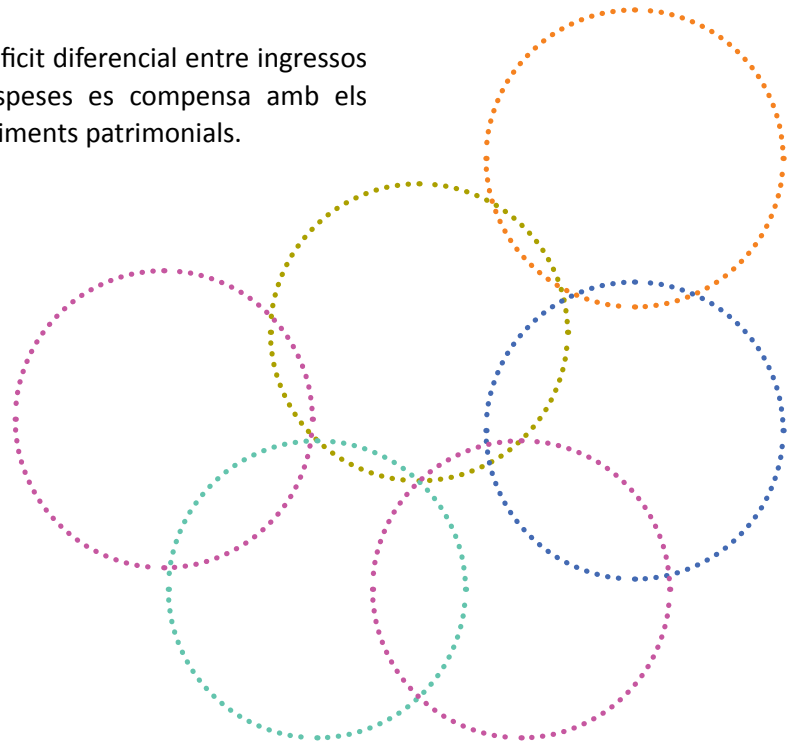 ficit diferencial entre ingressos
speses es compensa amb els
iments patrimonials.